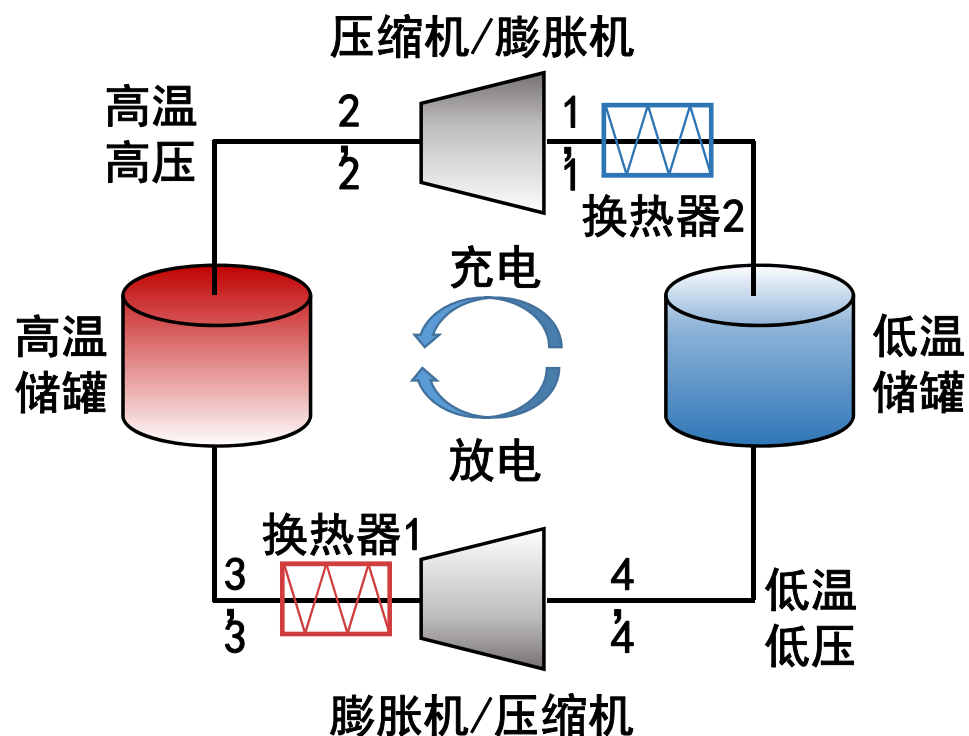 压缩机/膨胀机
高温
高压
2
2'
1
1'
换热器2
充电
高温
储罐
低温
储罐
放电
换热器1
3
3'
4
4'
低温
低压
膨胀机/压缩机